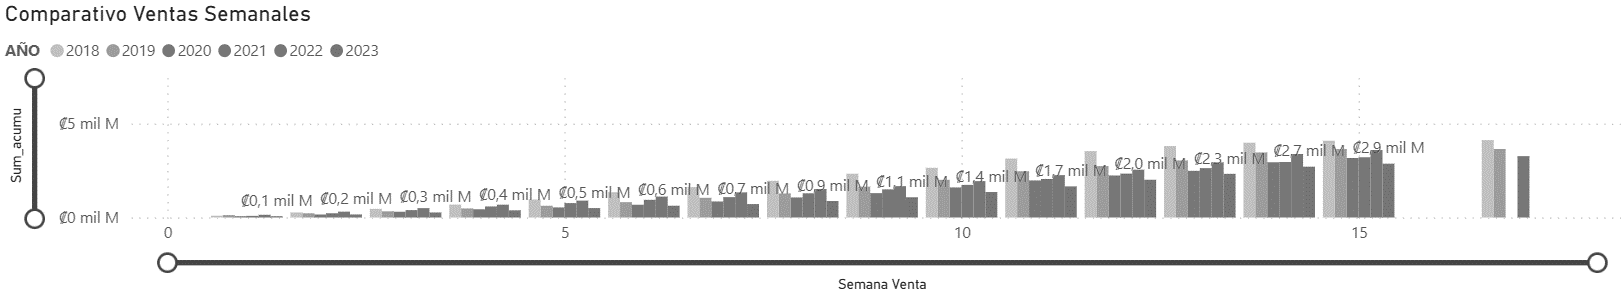 Comparativo Ventas Semanales
AÑO 2018 2019 2020 2021 2022 2023
Sum_acumu
₡5 mil M
₡0 mil M
₡0,1 mil M ₡0,2 mil M ₡0,3 mil M ₡0,4 mil M ₡0,5 mil M ₡0,6 mil M ₡0,7 mil M ₡0,9 mil M ₡1,1 mil M ₡1,4 mil M ₡1,7 mil M ₡2,0 mil M ₡2,3 mil M ₡2,7 mil M ₡2,9 mil M
0 5 10 15
Semana Venta